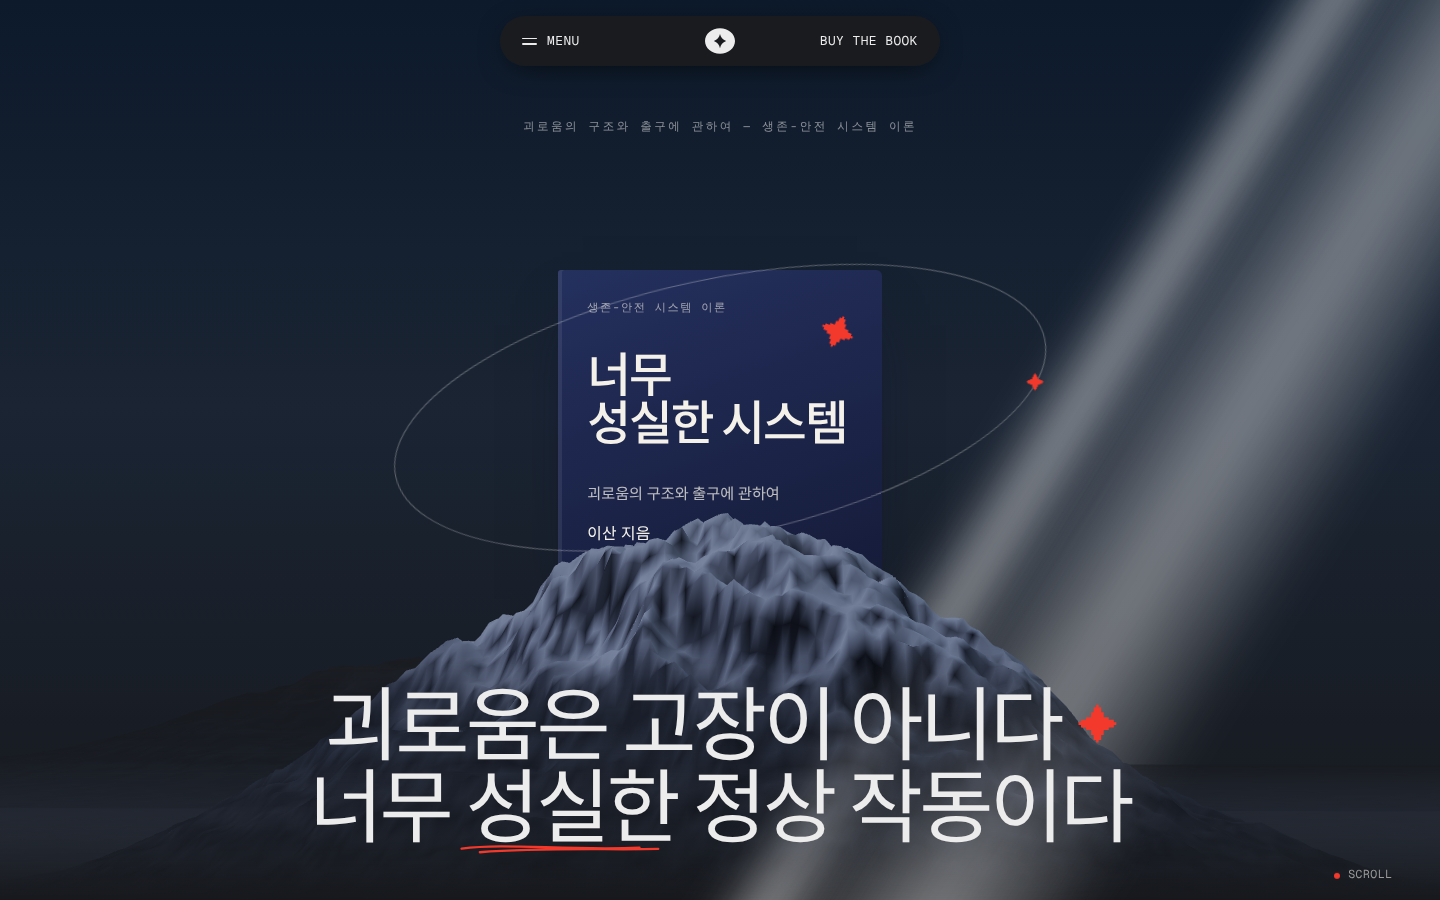 MENU
BUY THE BOOK
괴로움의 구조와 출구에 관하여 — 생존-안전 시스템 이론
생존-안전 시스템 이론
너무
성실한 시스템
괴로움의 구조와 출구에 관하여
이산 지음
괴로움은 고장이 아니다
너무 성실한 정상 작동이다
SCROLL